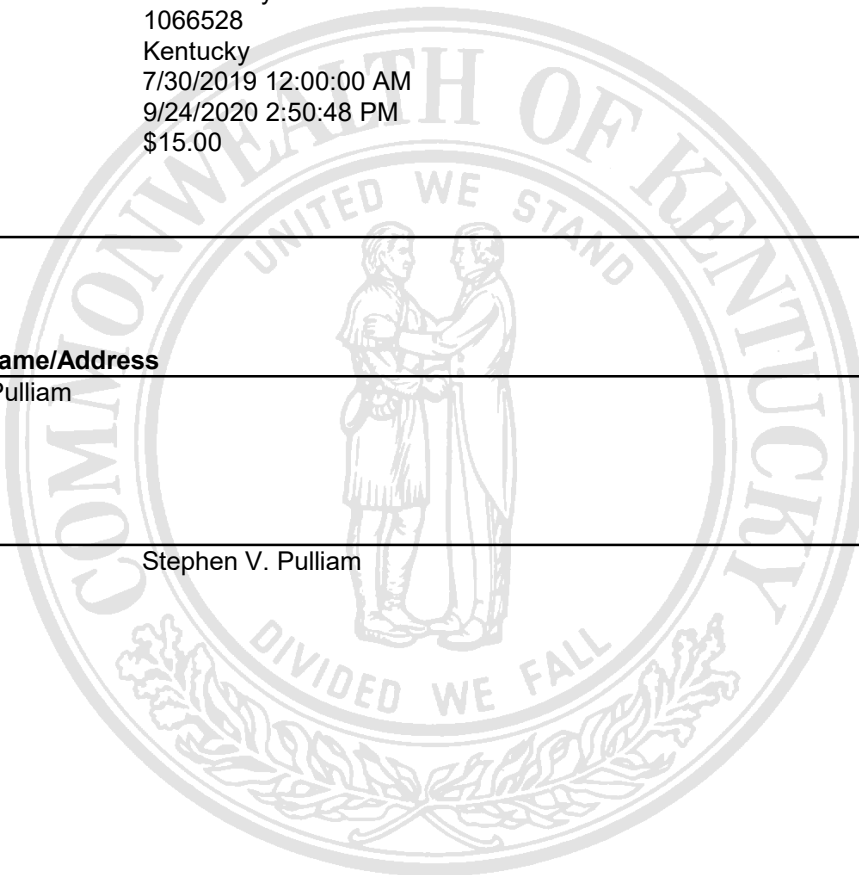 1066528
Kentucky
7/30/2019 12:00:00 AM
9/24/2020 2:50:48 PM
$15.00
COMMONWEALTH OF KENTUCKY
UNITED WE STAND
ame/Address
Pulliam
Stephen V. Pulliam
DIVIDED WE FALL